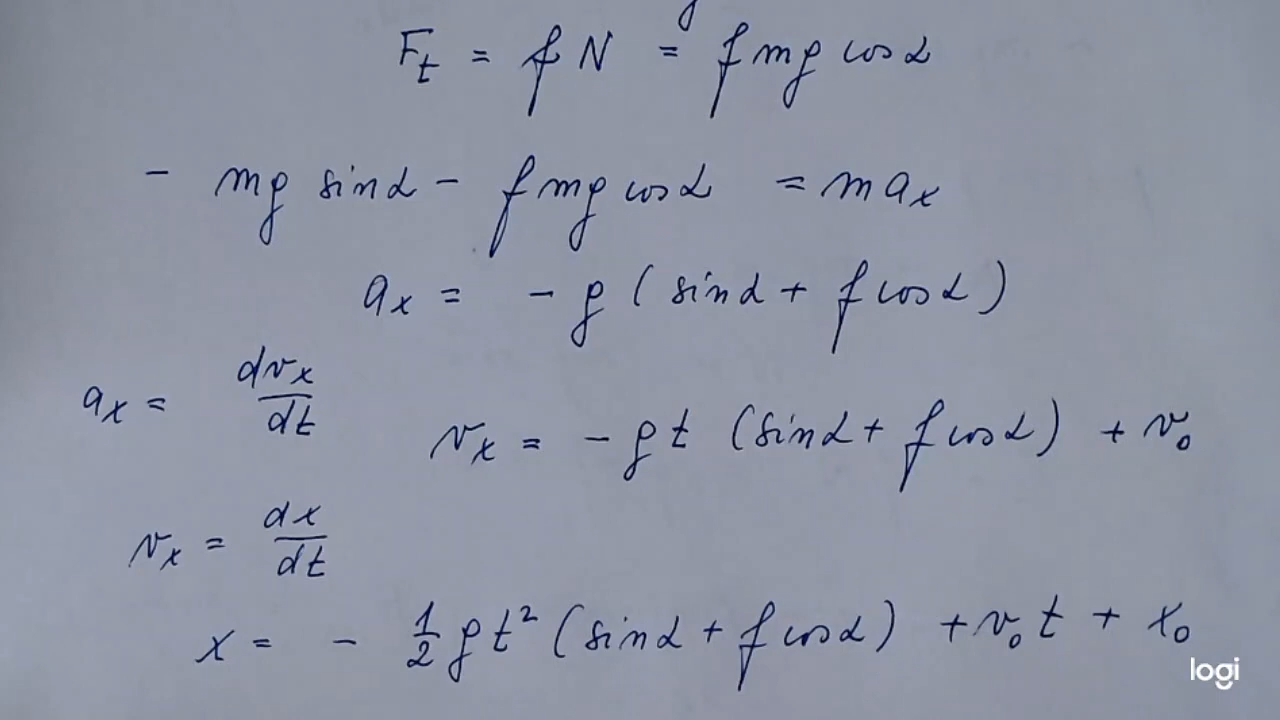 F_t = f N = f m g cos α
- m g sin α - f m g cos α = m a_x
a_x = - g ( sin α + f cos α )
a_x = dv_x/dt
v_x = - g t ( sin α + f cos α ) + v_0
v_x = dx/dt
x = - 1/2 g t² ( sin α + f cos α ) + v_0 t + x_0
logi